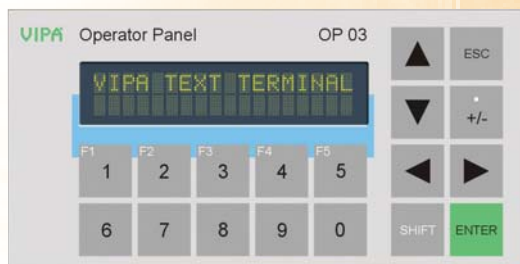 VIPA Operator Panel OP 03
ESC
VIPA TEXT TERMINAL
+/-
F1 F2 F3 F4 F5
1 2 3 4 5
6 7 8 9 0
SHIFT ENTER